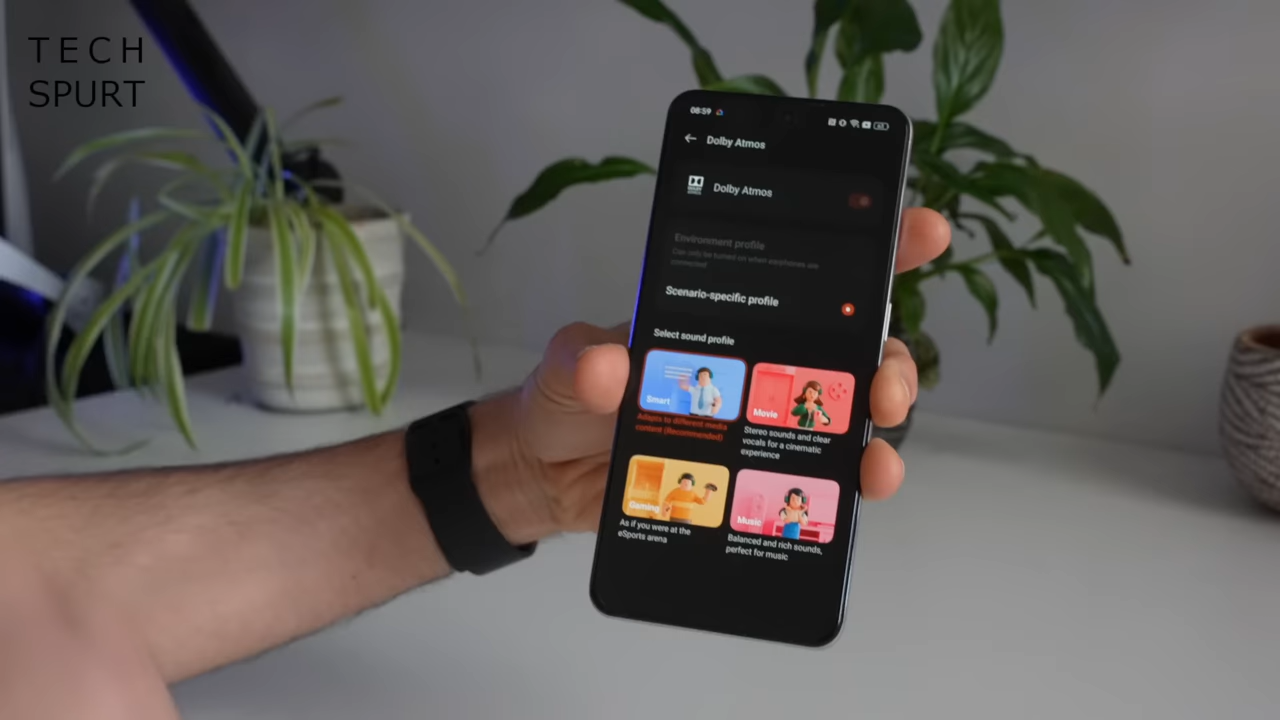 TECH
SPURT
08:59
Dolby Atmos
Dolby Atmos
Environment profile
Can only be turned on when earphones are
connected
Scenario-specific profile
Select sound profile
Smart
Adapts to different media
content (Recommended)
Movie
Stereo sounds and clear
vocals for a cinematic
experience
Gaming
As if you were at the
eSports arena
Music
Balanced and rich sounds,
perfect for music